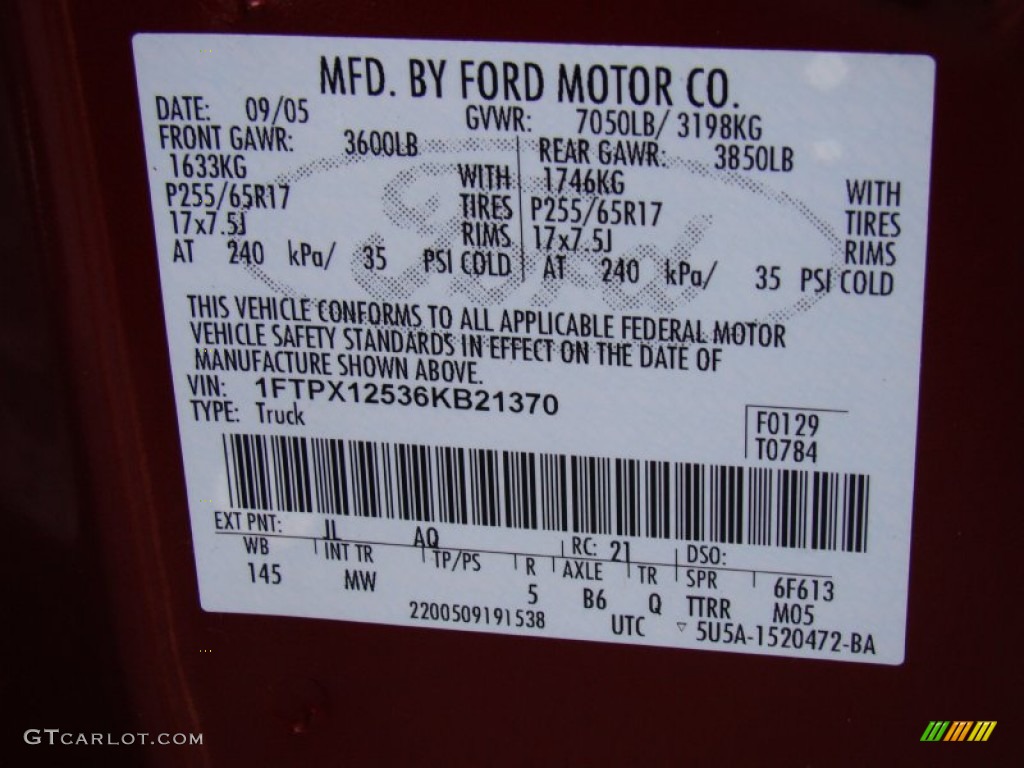 MFD. BY FORD MOTOR CO.
DATE: 09/05 GVWR: 7050LB/ 3198KG
FRONT GAWR: 3600LB REAR GAWR: 3850LB
1633KG WITH 1746KG WITH
P255/65R17 TIRES P255/65R17 TIRES
17x7.5J RIMS 17x7.5J RIMS
AT 240 kPa/ 35 PSI COLD AT 240 kPa/ 35 PSI COLD
Ford
THIS VEHICLE CONFORMS TO ALL APPLICABLE FEDERAL MOTOR
VEHICLE SAFETY STANDARDS IN EFFECT ON THE DATE OF
MANUFACTURE SHOWN ABOVE.
VIN: 1FTPX12536KB21370
TYPE: Truck
F0129
T0784
EXT PNT: JL AQ RC: 21 DSO:
WB INT TR TP/PS R AXLE TR SPR 6F613
145 MW 5 B6 Q TTRR M05
2200509191538 UTC ▽ 5U5A-1520472-BA
GTCARLOT.COM